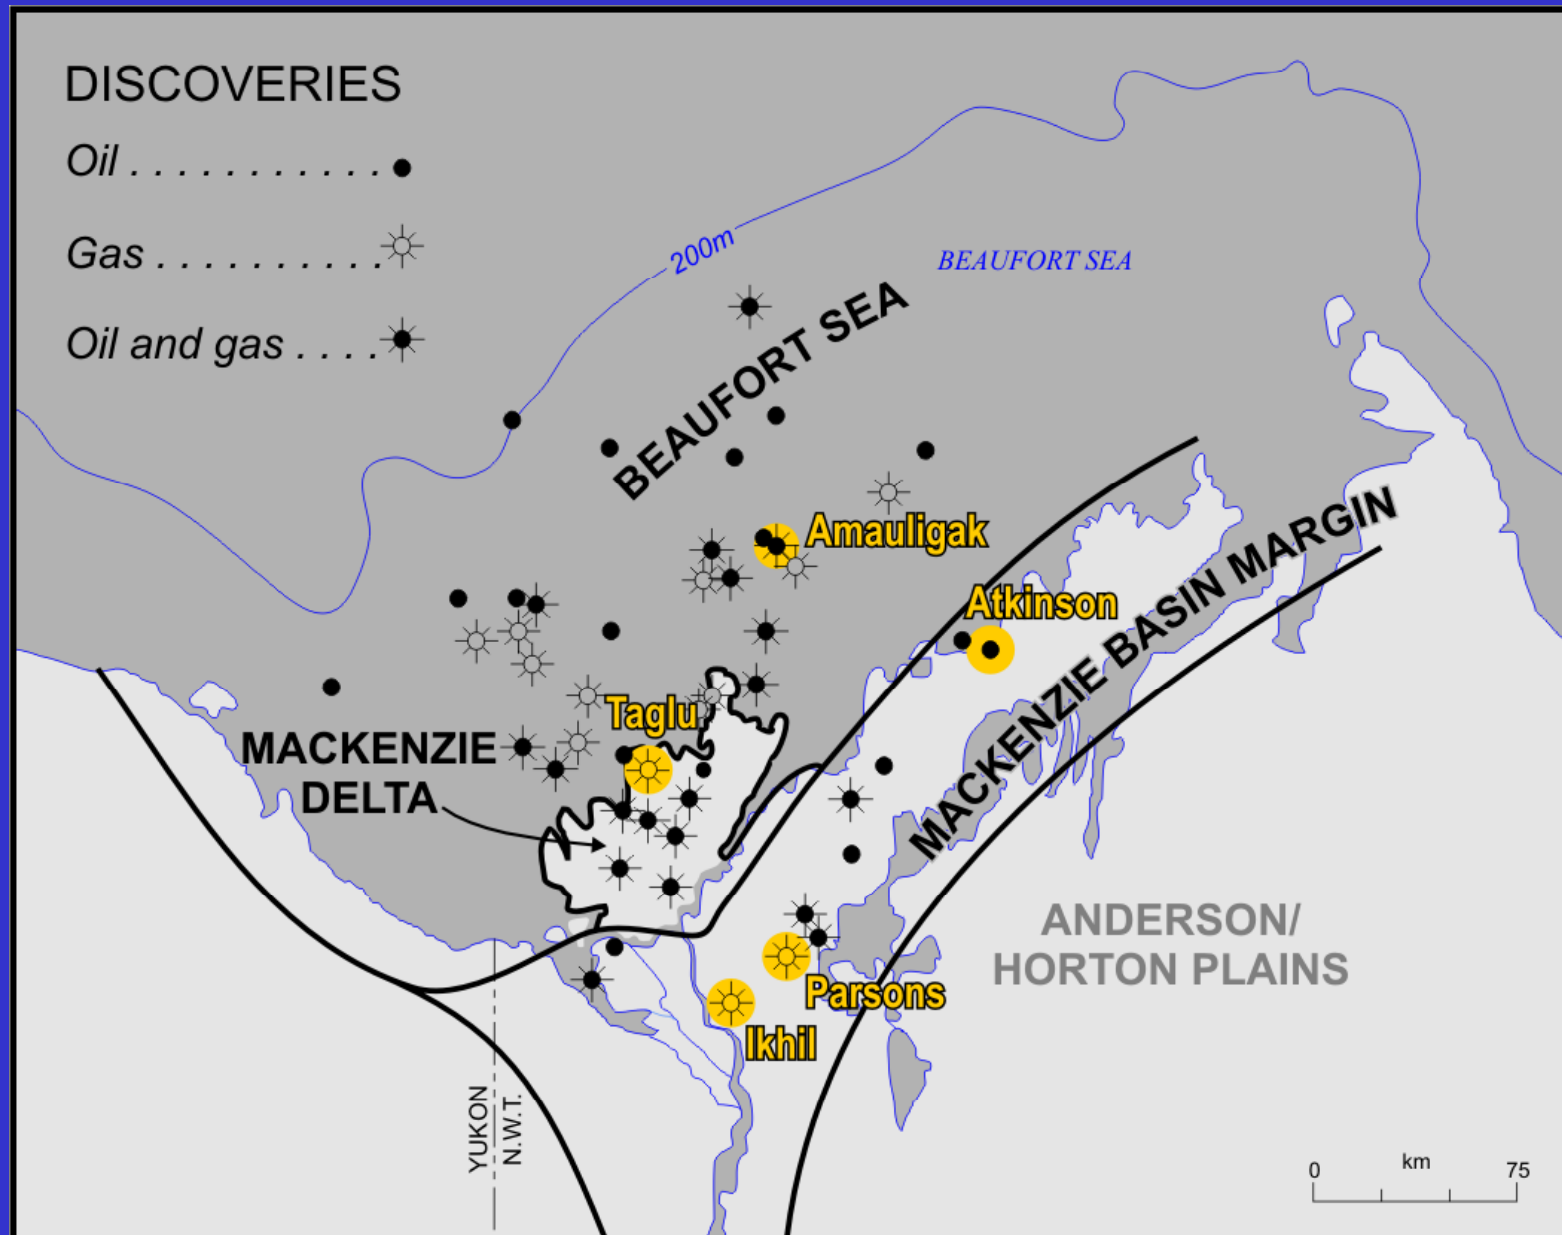 DISCOVERIES
Oil . . . . . . . . . . .
Gas . . . . . . . . . .
Oil and gas . . . .
200m
BEAUFORT SEA
BEAUFORT SEA
Amauligak
Atkinson
MACKENZIE BASIN MARGIN
Taglu
MACKENZIE
DELTA
ANDERSON/
HORTON PLAINS
Parsons
Ikhil
YUKON
N.W.T.
0 km 75